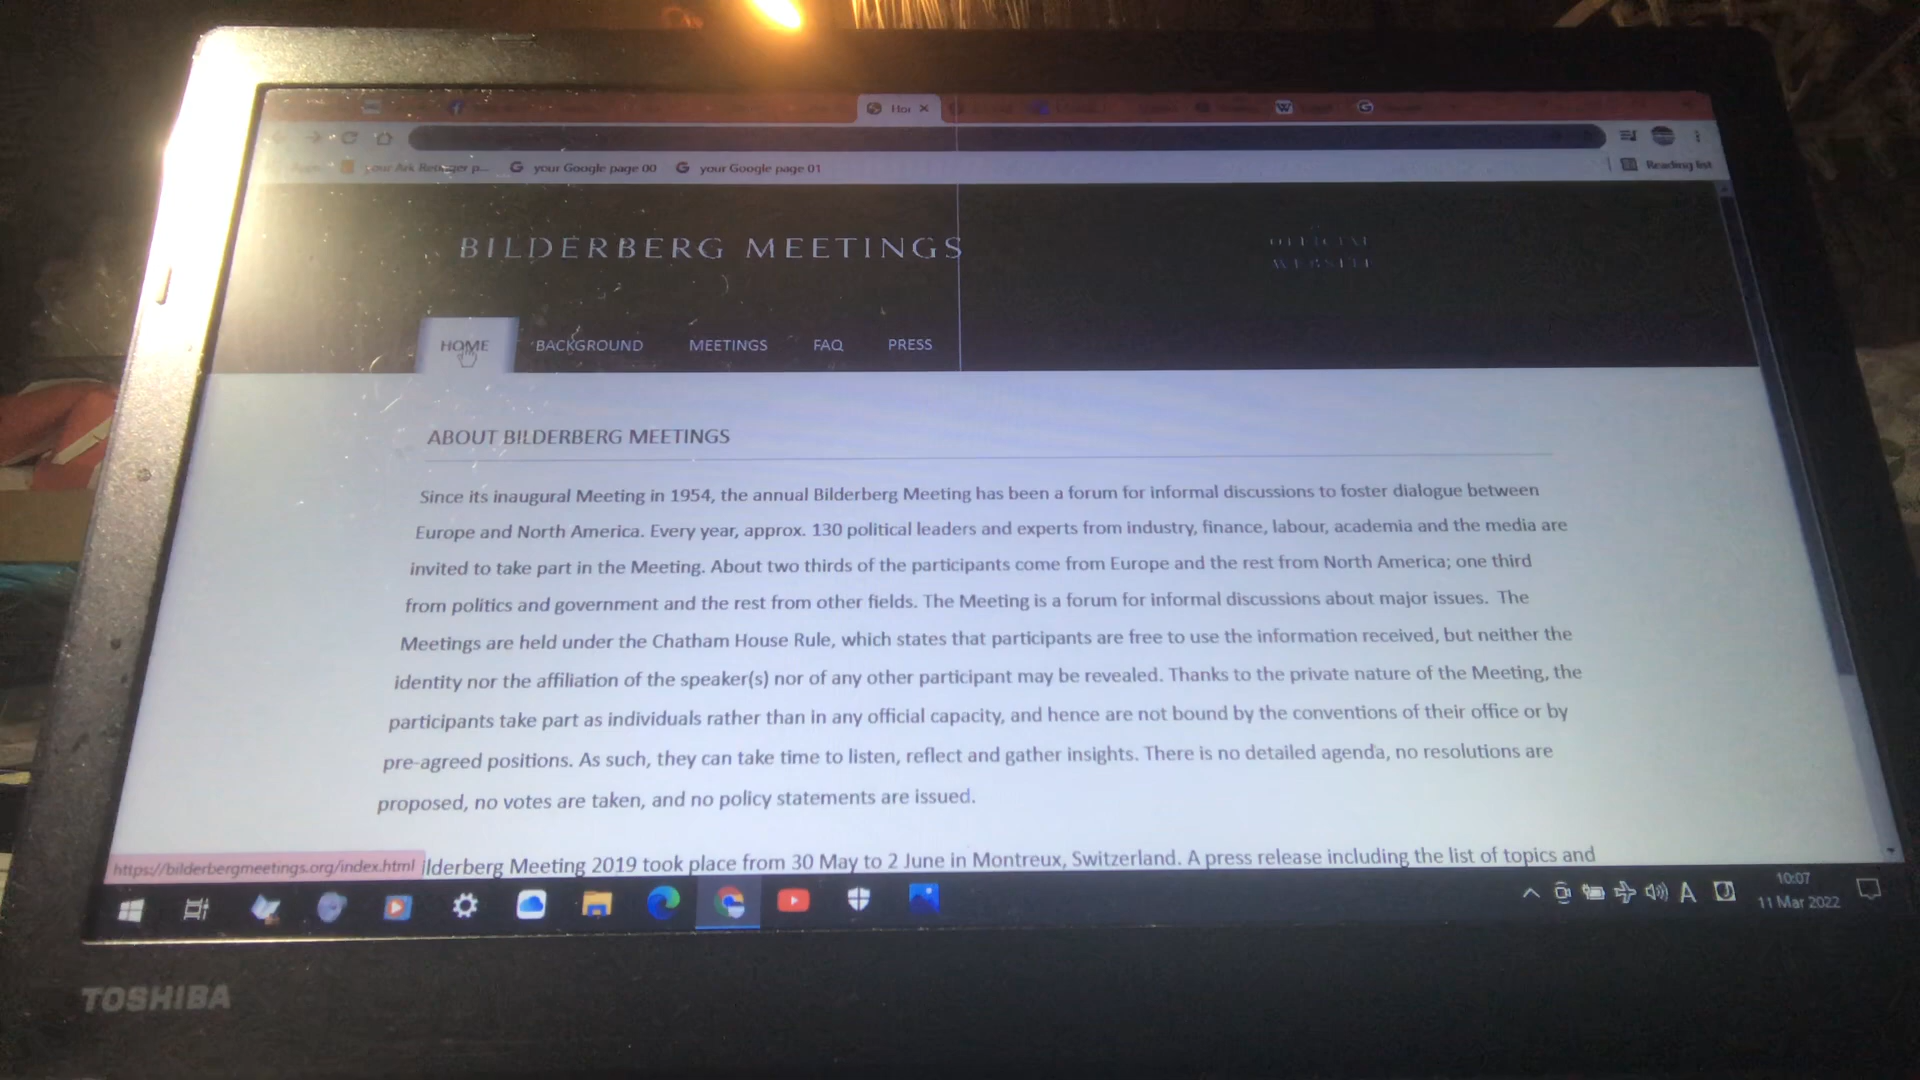 Hor
your Google page 00
your Google page 01
Reading list
BILDERBERG MEETINGS
OFFICIAL
WEBSITE
HOME BACKGROUND MEETINGS FAQ PRESS
ABOUT BILDERBERG MEETINGS
Since its inaugural Meeting in 1954, the annual Bilderberg Meeting has been a forum for informal discussions to foster dialogue between
Europe and North America. Every year, approx. 130 political leaders and experts from industry, finance, labour, academia and the media are
invited to take part in the Meeting. About two thirds of the participants come from Europe and the rest from North America; one third
from politics and government and the rest from other fields. The Meeting is a forum for informal discussions about major issues. The
Meetings are held under the Chatham House Rule, which states that participants are free to use the information received, but neither the
identity nor the affiliation of the speaker(s) nor of any other participant may be revealed. Thanks to the private nature of the Meeting, the
participants take part as individuals rather than in any official capacity, and hence are not bound by the conventions of their office or by
pre-agreed positions. As such, they can take time to listen, reflect and gather insights. There is no detailed agenda, no resolutions are
proposed, no votes are taken, and no policy statements are issued.
https://bilderbergmeetings.org/index.html ilderberg Meeting 2019 took place from 30 May to 2 June in Montreux, Switzerland. A press release including the list of topics and
A
10:07
11 Mar 2022
TOSHIBA